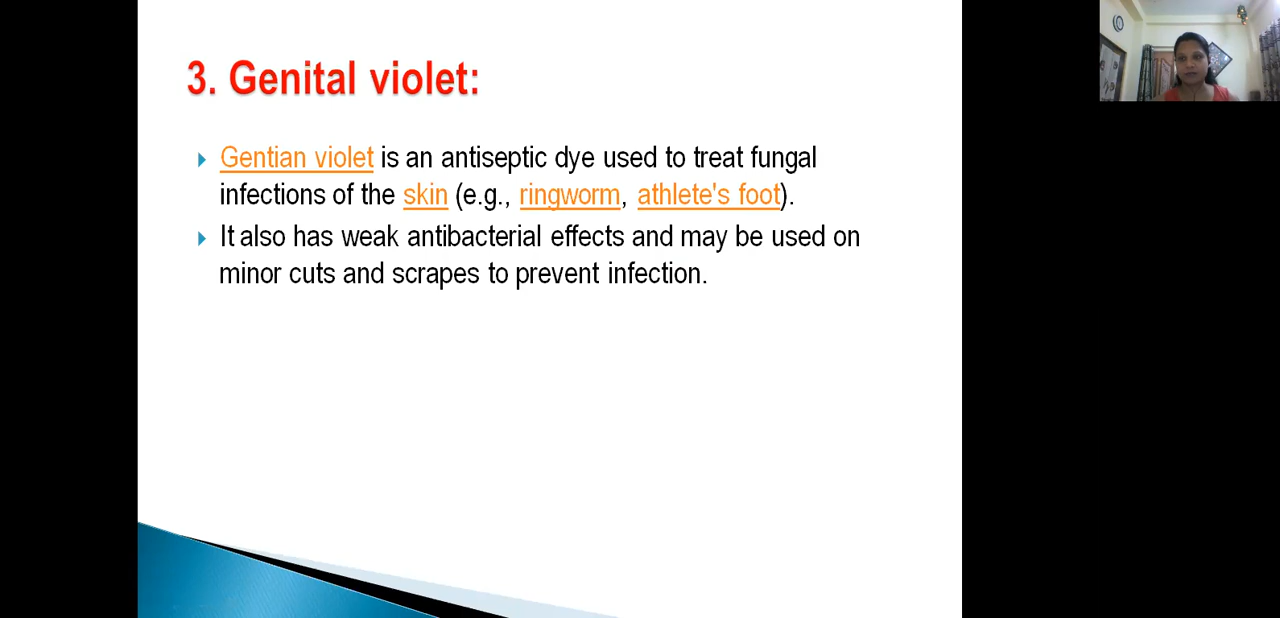 3. Genital violet:
Gentian violet is an antiseptic dye used to treat fungal
infections of the skin (e.g., ringworm, athlete's foot).
It also has weak antibacterial effects and may be used on
minor cuts and scrapes to prevent infection.